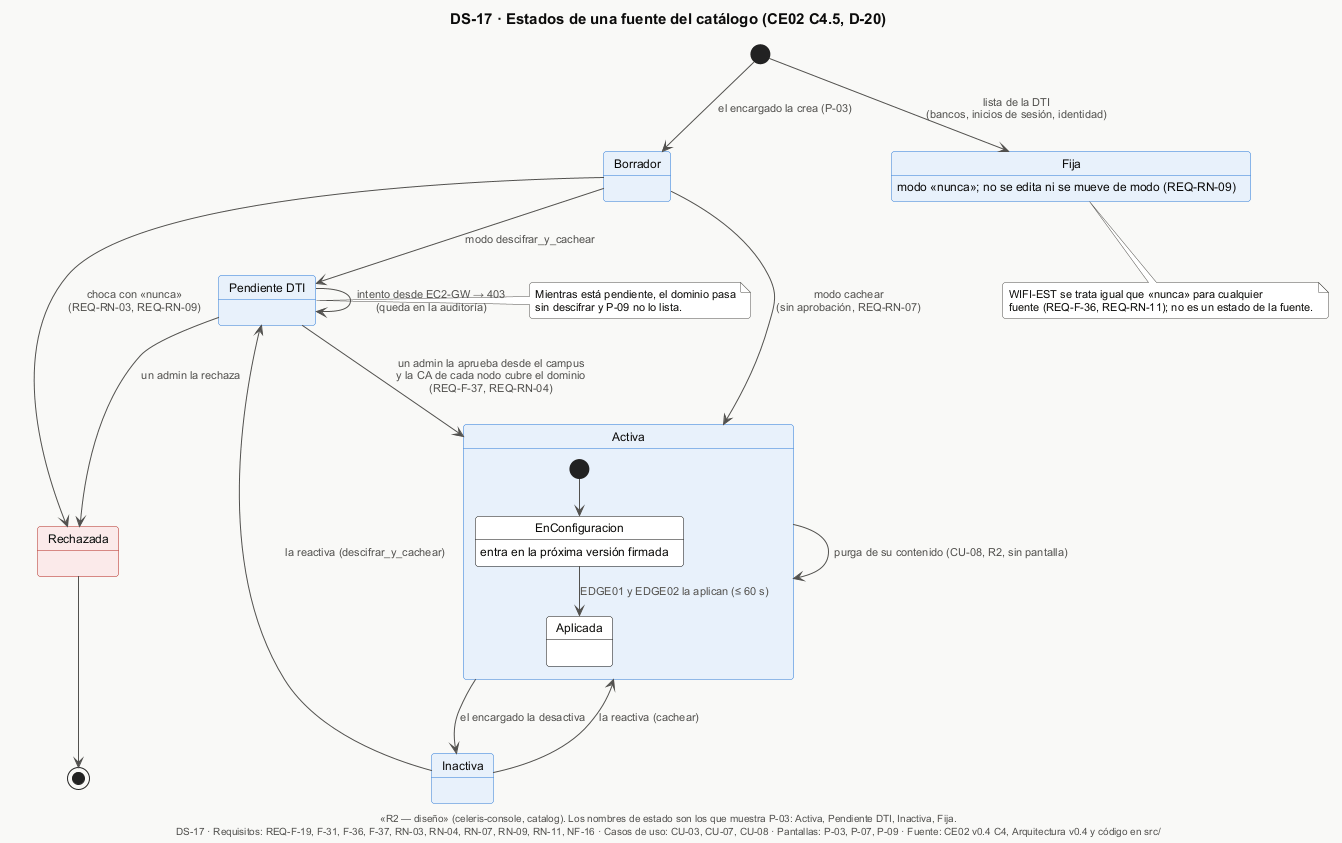 DS-17 · Estados de una fuente del catálogo (CE02 C4.5, D-20)
el encargado la crea (P-03)
lista de la DTI
(bancos, inicios de sesión, identidad)
Borrador
Fija
modo «nunca»; no se edita ni se mueve de modo (REQ-RN-09)
modo descifrar_y_cachear
Pendiente DTI
choca con «nunca»
(REQ-RN-03, REQ-RN-09)
intento desde EC2-GW → 403
(queda en la auditoría)
Mientras está pendiente, el dominio pasa
sin descifrar y P-09 no lo lista.
modo cachear
(sin aprobación, REQ-RN-07)
WIFI-EST se trata igual que «nunca» para cualquier
fuente (REQ-F-36, REQ-RN-11); no es un estado de la fuente.
un admin la rechaza
un admin la aprueba desde el campus
y la CA de cada nodo cubre el dominio
(REQ-F-37, REQ-RN-04)
Activa
EnConfiguracion
entra en la próxima versión firmada
Rechazada
la reactiva (descifrar_y_cachear)
purga de su contenido (CU-08, R2, sin pantalla)
EDGE01 y EDGE02 la aplican (≤ 60 s)
Aplicada
el encargado la desactiva
la reactiva (cachear)
Inactiva
«R2 — diseño» (celeris-console, catalog). Los nombres de estado son los que muestra P-03: Activa, Pendiente DTI, Inactiva, Fija.
DS-17 · Requisitos: REQ-F-19, F-31, F-36, F-37, RN-03, RN-04, RN-07, RN-09, RN-11, NF-16 · Casos de uso: CU-03, CU-07, CU-08 · Pantallas: P-03, P-07, P-09 · Fuente: CE02 v0.4 C4, Arquitectura v0.4 y código en src/